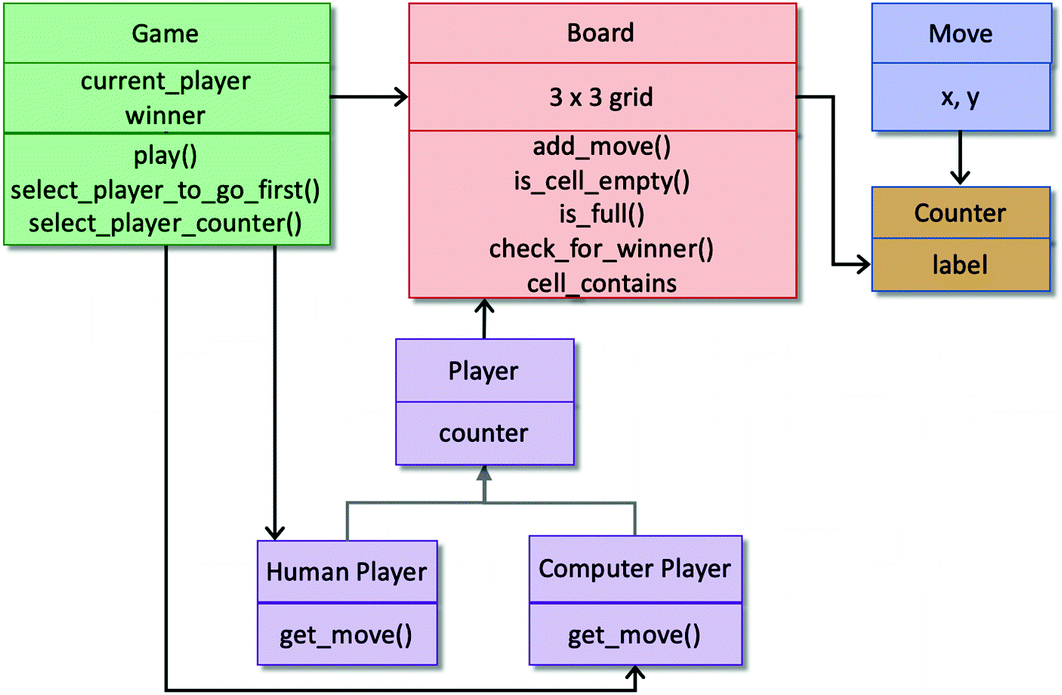 Game
current_player
winner
play()
select_player_to_go_first()
select_player_counter()
Board
3 x 3 grid
add_move()
is_cell_empty()
is_full()
check_for_winner()
cell_contains
Move
x, y
Counter
label
Player
counter
Human Player
get_move()
Computer Player
get_move()